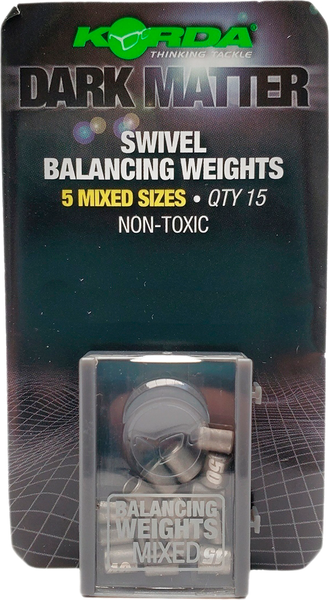 KORDA
THINKING TACKLE
DARK MATTER
SWIVEL
BALANCING WEIGHTS
5 MIXED SIZES • QTY 15
NON-TOXIC
BALANCING
WEIGHTS
MIXED